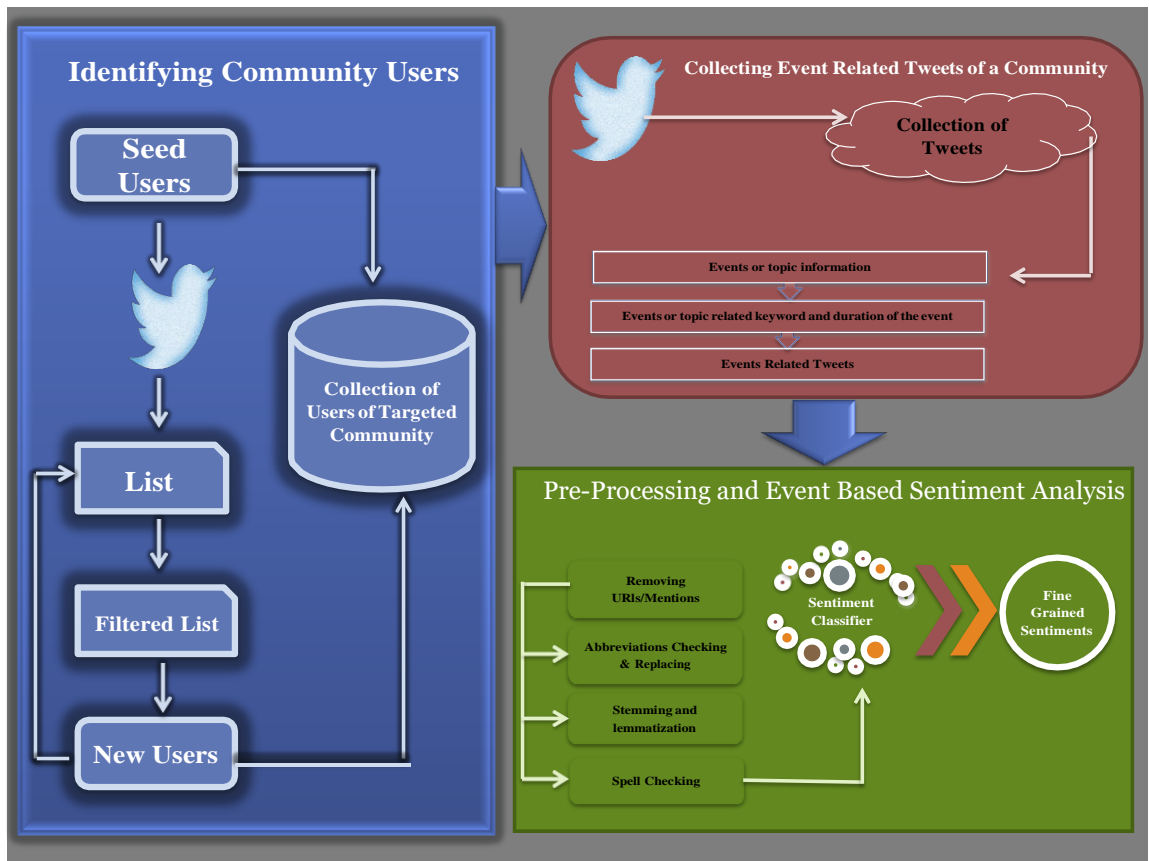 Identifying Community Users
Seed
Users
Collection of
Users of Targeted
Community
List
Filtered List
New Users
Collecting Event Related Tweets of a Community
Collection of
Tweets
Events or topic information
Events or topic related keyword and duration of the event
Events Related Tweets
Pre-Processing and Event Based Sentiment Analysis
Removing
URls/Mentions
Abbreviations Checking
& Replacing
Stemming and
lemmatization
Spell Checking
Sentiment
Classifier
Fine
Grained
Sentiments